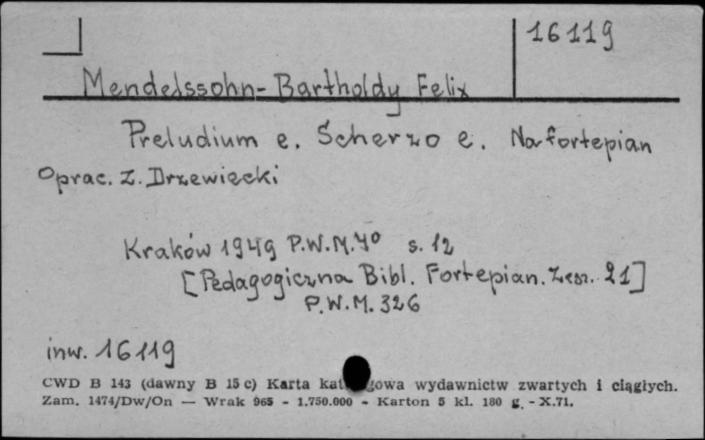 16119
Mendelssohn-Bartholdy Felix
Preludium e. Scherzo e. Na fortepian
Oprac. Z. Drzewiecki
Kraków 1949 P.W.M. 4° s. 12
[Pedagogiczna Bibl. Fortepian. Zesz. 21]
P.W.M. 326
inw. 16119
CWD B 143 (dawny B 15 c) Karta katalogowa wydawnictw zwartych i ciągłych.
Zam. 1474/Dw/On — Wrak 965 - 1.750.000 - Karton 5 kl. 180 g. - X.71.